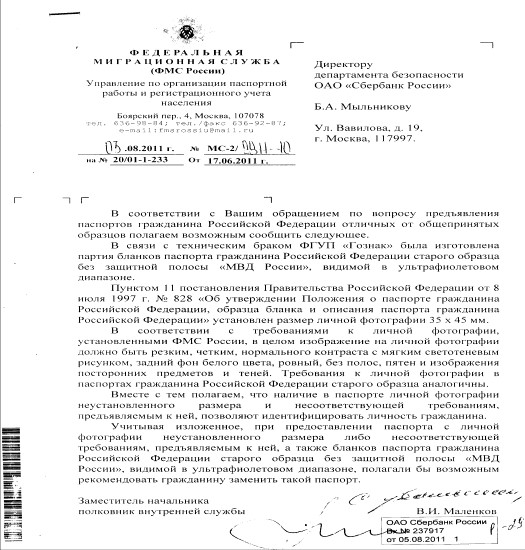 ФЕДЕРАЛЬНАЯ
МИГРАЦИОННАЯ СЛУЖБА
(ФМС России)
Управление по организации паспортной
работы и регистрационного учета
населения
Боярский пер., 4, Москва, 107078
тел. 636-98-84; тел./факс 636-92-87;
e-mail:fmsrossiu@mail.ru
03.08.2011 г. № МС-2/
на № 20/01-1-233 От 17.06.2011 г.
Директору
департамента безопасности
ОАО «Сбербанк России»
Б.А. Мыльникову
Ул. Вавилова, д. 19,
г. Москва, 117997.
В соответствии с Вашим обращением по вопросу предъявления
паспортов гражданина Российской Федерации отличных от общепринятых
образцов полагаем возможным сообщить следующее.
В связи с техническим браком ФГУП «Гознак» была изготовлена
партия бланков паспорта гражданина Российской Федерации старого образца
без защитной полосы «МВД России», видимой в ультрафиолетовом
диапазоне.
Пунктом 11 постановления Правительства Российской Федерации от 8
июля 1997 г. № 828 «Об утверждении Положения о паспорте гражданина
Российской Федерации, образца бланка и описания паспорта гражданина
Российской Федерации» установлен размер личной фотографии 35 х 45 мм.
В соответствии с требованиями к личной фотографии,
установленными ФМС России, в целом изображение на личной фотографии
должно быть резким, четким, нормального контраста с мягким светотеневым
рисунком, задний фон белого цвета, ровный, без полос, пятен и изображения
посторонних предметов и теней. Требования к личной фотографии в
паспортах гражданина Российской Федерации старого образца аналогичны.
Вместе с тем полагаем, что наличие в паспорте личной фотографии
неустановленного размера и несоответствующей требованиям,
предъявляемым к ней, позволяют идентифицировать личность гражданина.
Учитывая изложенное, при предоставлении паспорта с личной
фотографией неустановленного размера либо несоответствующей
требованиям, предъявляемым к ней, а также бланков паспорта гражданина
Российской Федерации старого образца без защитной полосы «МВД
России», видимой в ультрафиолетовом диапазоне, полагали бы возможным
рекомендовать гражданину заменить такой паспорт.
Заместитель начальника
полковник внутренней службы
В.И. Маленков
ОАО Сбербанк России
Вх № 237917
от 05.08.2011 1